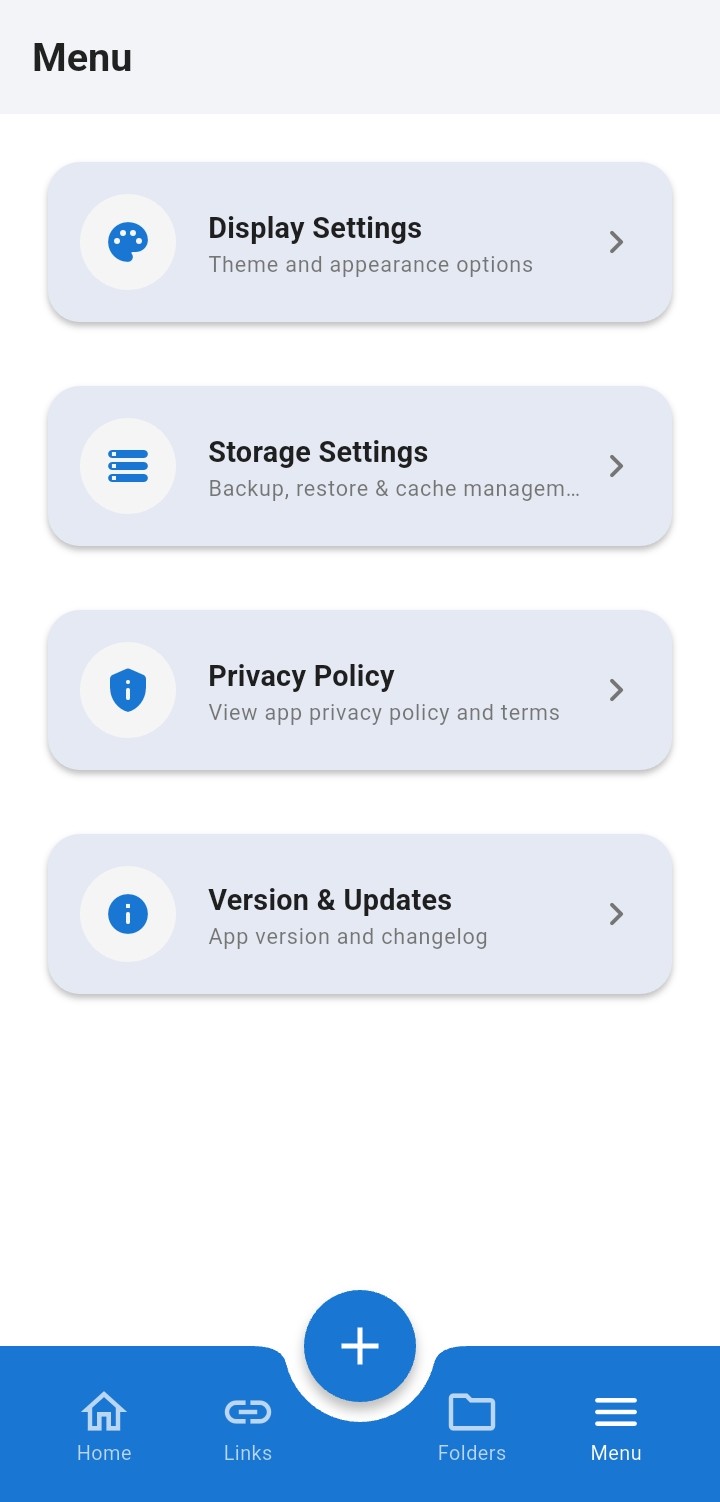 Menu
Display Settings
Theme and appearance options
Storage Settings
Backup, restore & cache managem...
Privacy Policy
View app privacy policy and terms
Version & Updates
App version and changelog
Home
Links
Folders
Menu